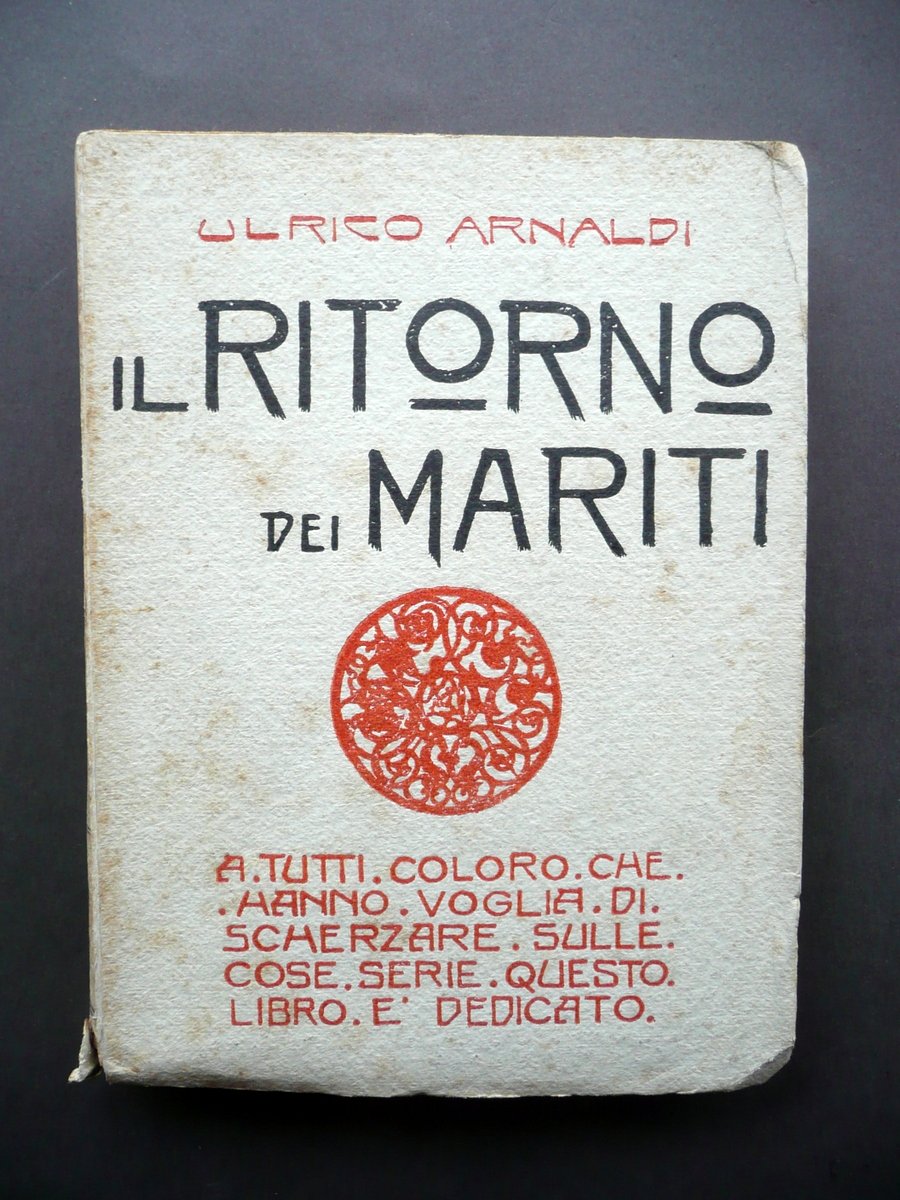 ULRICO ARNALDI
IL RITORNO
DEI MARITI
A.TUTTI.COLORO.CHE.
.HANNO.VOGLIA.DI.
SCHERZARE.SULLE.
COSE.SERIE.QUESTO.
LIBRO.E' DEDICATO.